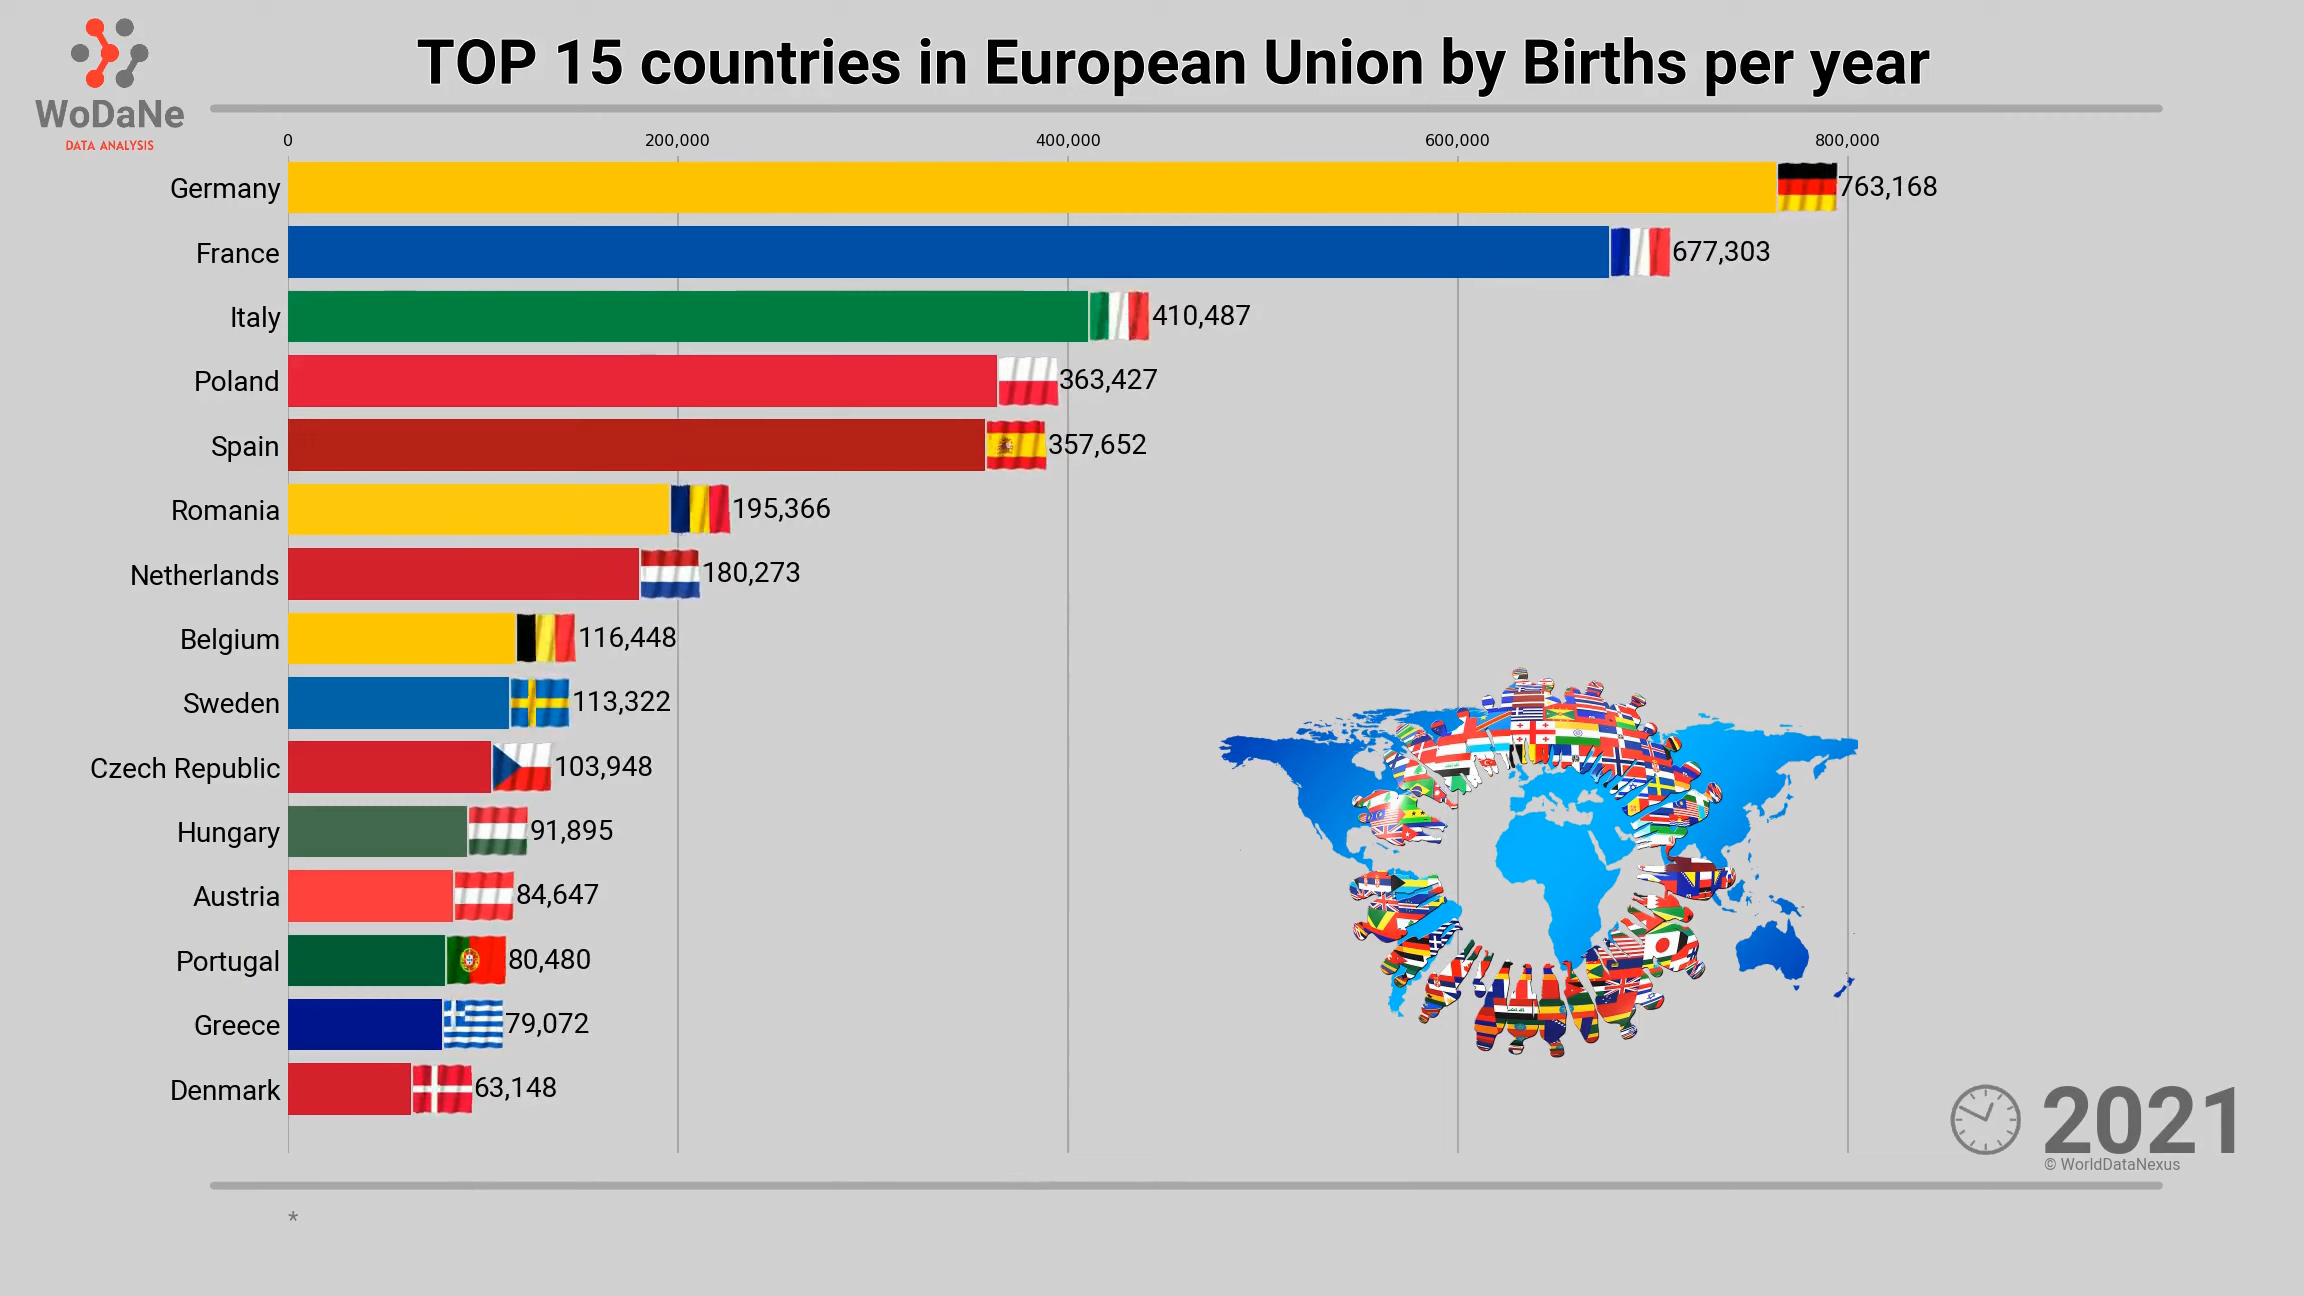 TOP 15 countries in European Union by Births per year
WoDaNe
DATA ANALYSIS
0 200,000 400,000 600,000 800,000
Germany 763,168
France 677,303
Italy 410,487
Poland 363,427
Spain 357,652
Romania 195,366
Netherlands 180,273
Belgium 116,448
Sweden 113,322
Czech Republic 103,948
Hungary 91,895
Austria 84,647
Portugal 80,480
Greece 79,072
Denmark 63,148
2021
© WorldDataNexus
*